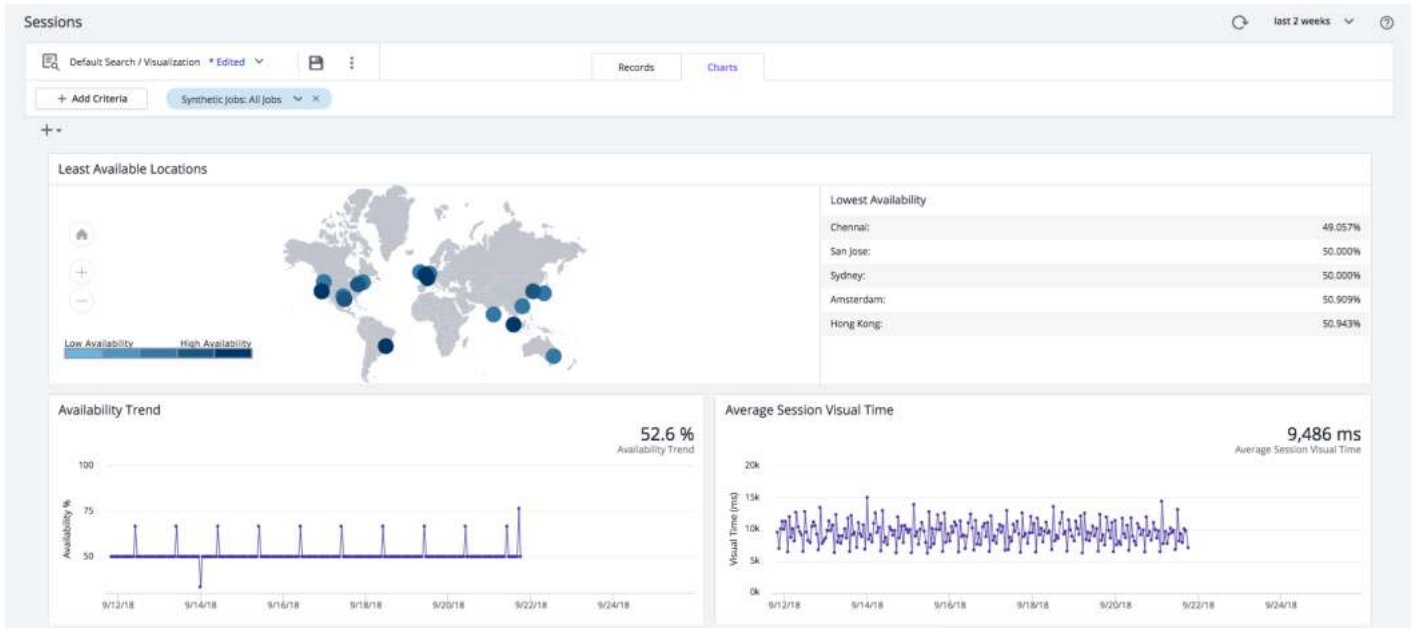 Sessions
last 2 weeks
Default Search / Visualization * Edited
Records
Charts
+ Add Criteria
Synthetic Jobs: All Jobs
Least Available Locations
Low Availability
High Availability
Lowest Availability
Chennai: 49.057%
San Jose: 50.000%
Sydney: 50.000%
Amsterdam: 50.909%
Hong Kong: 50.943%
Availability Trend
52.6 %
Availability Trend
Availability %
100
75
50
9/12/18 9/14/18 9/16/18 9/18/18 9/20/18 9/22/18 9/24/18
Average Session Visual Time
9,486 ms
Average Session Visual Time
Visual Time (ms)
20k
15k
10k
5k
0k
9/12/18 9/14/18 9/16/18 9/18/18 9/20/18 9/22/18 9/24/18